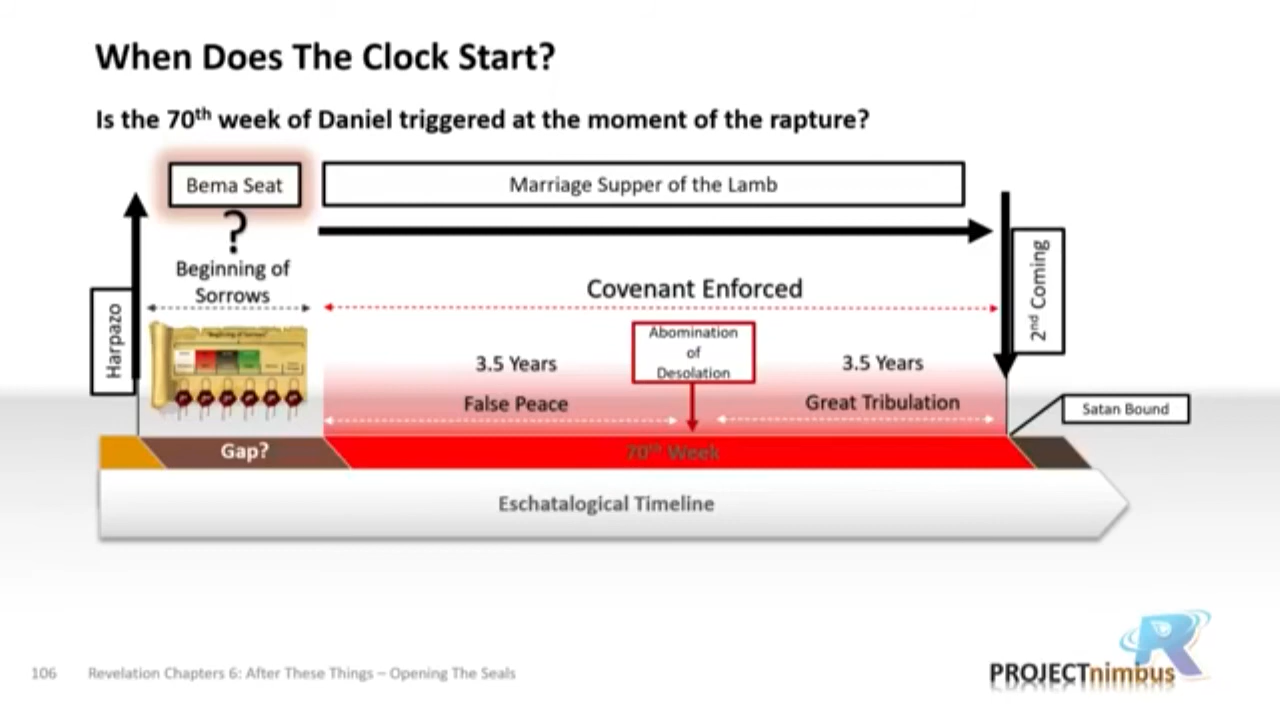 When Does The Clock Start?
Is the 70th week of Daniel triggered at the moment of the rapture?
Bema Seat
Marriage Supper of the Lamb
?
Beginning of
Sorrows
Covenant Enforced
Harpazo
2nd Coming
Abomination
of
Desolation
3.5 Years
3.5 Years
False Peace
Great Tribulation
Satan Bound
Gap?
70th Week
Eschatalogical Timeline
106
Revelation Chapters 6: After These Things – Opening The Seals
PROJECTnimbus